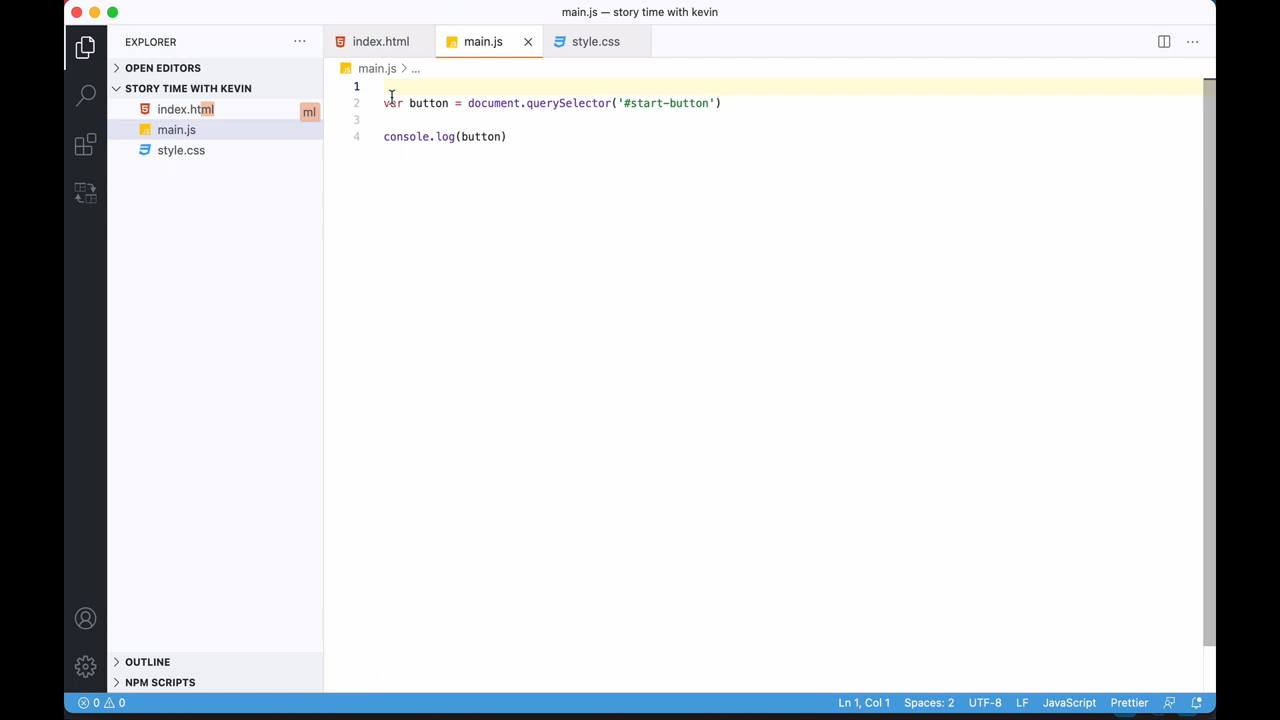 main.js — story time with kevin
EXPLORER
OPEN EDITORS
STORY TIME WITH KEVIN
index.html
ml
main.js
style.css
OUTLINE
NPM SCRIPTS
index.html
main.js
style.css
main.js > ...
1
2 var button = document.querySelector('#start-button')
3
4 console.log(button)
0 0
Ln 1, Col 1
Spaces: 2
UTF-8
LF
JavaScript
Prettier